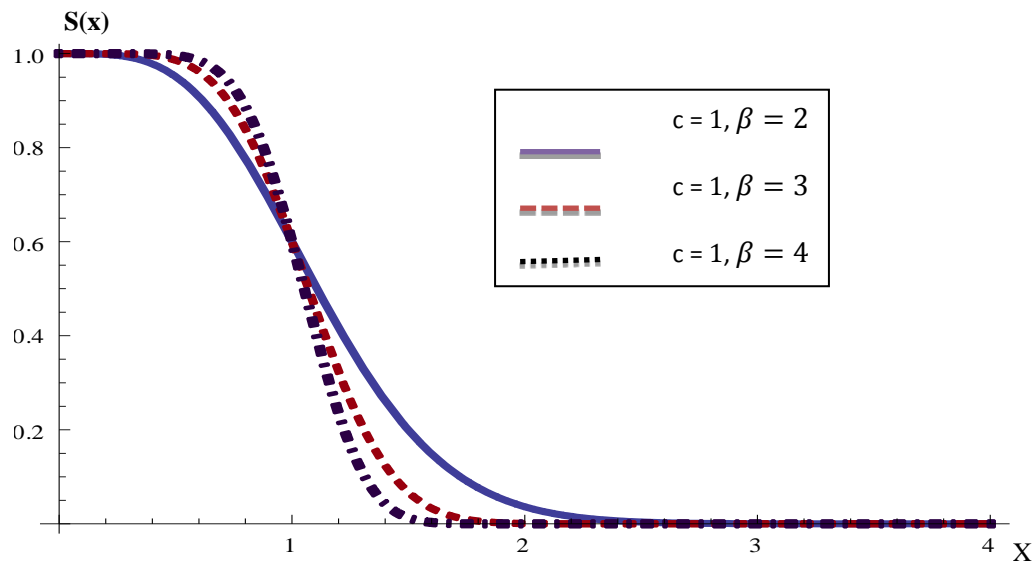 S(x)
1.0
0.8
0.6
0.4
0.2
c = 1, β = 2
c = 1, β = 3
c = 1, β = 4
1 2 3 4
X